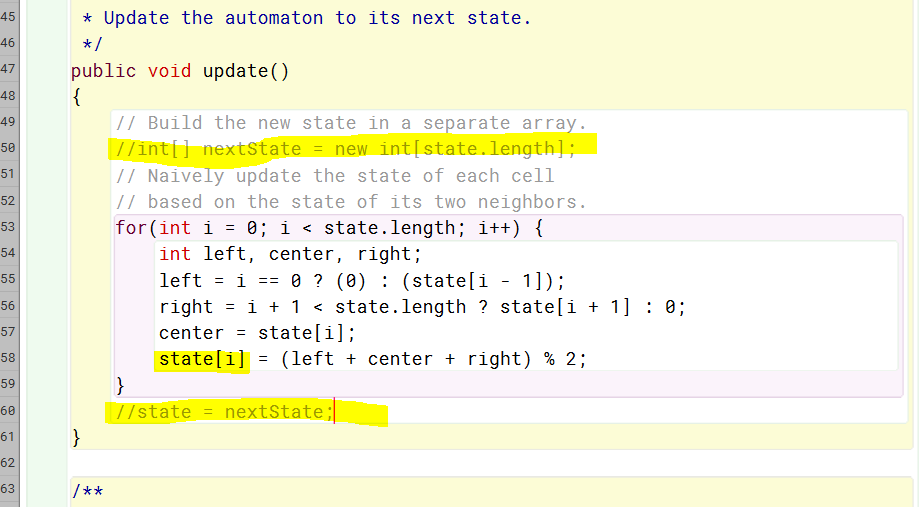 45 * Update the automaton to its next state.
46 */
47 public void update()
48 {
49 // Build the new state in a separate array.
50 //int[] nextState = new int[state.length];
51 // Naively update the state of each cell
52 // based on the state of its two neighbors.
53 for(int i = 0; i < state.length; i++) {
54 int left, center, right;
55 left = i == 0 ? (0) : (state[i - 1]);
56 right = i + 1 < state.length ? state[i + 1] : 0;
57 center = state[i];
58 state[i] = (left + center + right) % 2;
59 }
60 //state = nextState;
61 }
62
63 /**